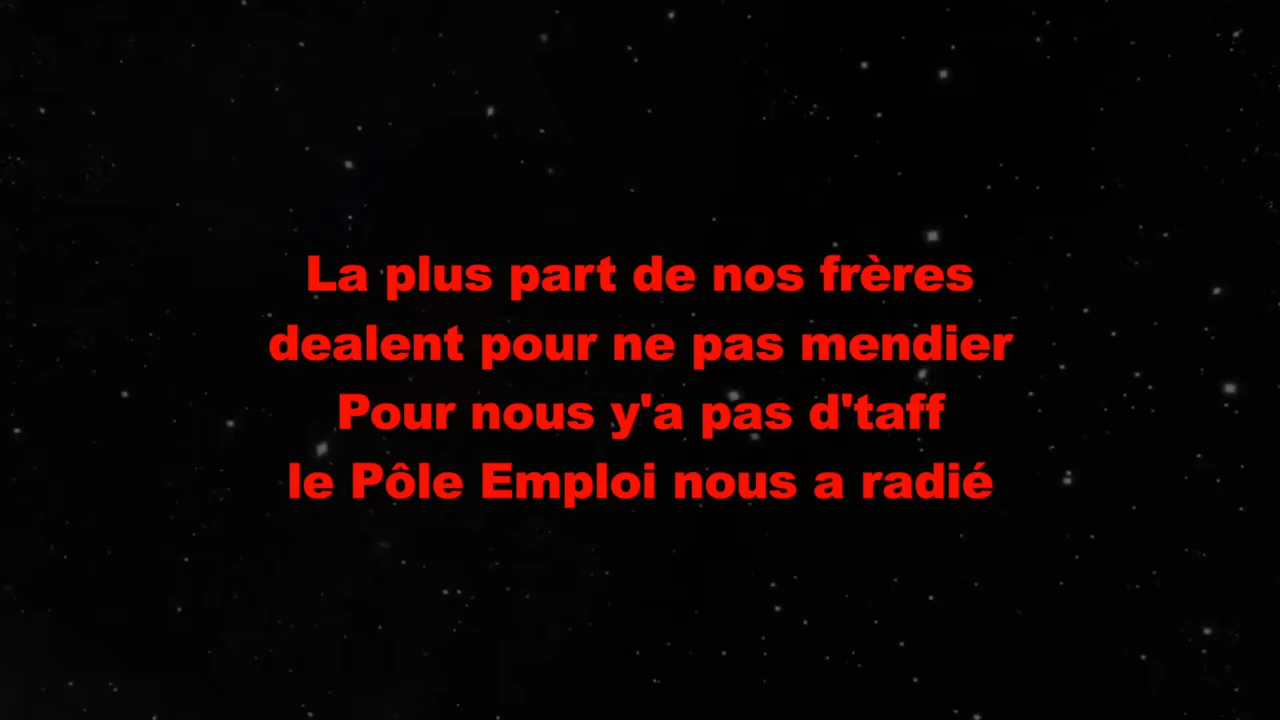 La plus part de nos frères
dealent pour ne pas mendier
Pour nous y'a pas d'taff
le Pôle Emploi nous a radié